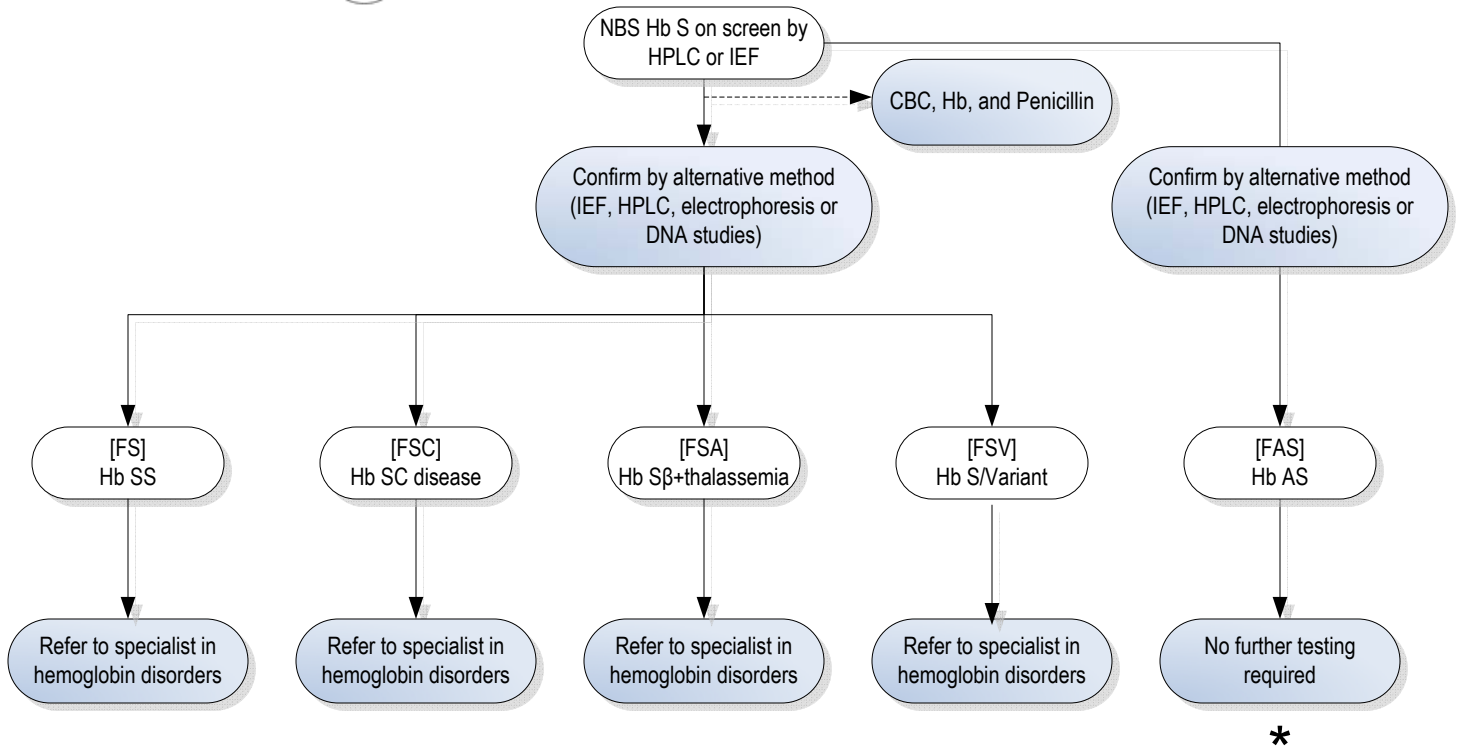 NBS Hb S on screen by
HPLC or IEF
CBC, Hb, and Penicillin
Confirm by alternative method
(IEF, HPLC, electrophoresis or
DNA studies)
Confirm by alternative method
(IEF, HPLC, electrophoresis or
DNA studies)
[FS]
Hb SS
[FSC]
Hb SC disease
[FSA]
Hb Sβ+thalassemia
[FSV]
Hb S/Variant
[FAS]
Hb AS
Refer to specialist in
hemoglobin disorders
Refer to specialist in
hemoglobin disorders
Refer to specialist in
hemoglobin disorders
Refer to specialist in
hemoglobin disorders
No further testing
required
*